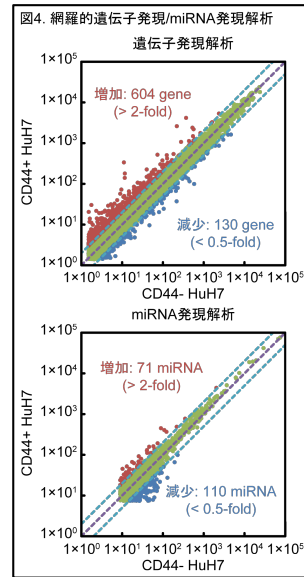 図4. 網羅的遺伝子発現/miRNA発現解析
遺伝子発現解析
1×10⁵
1×10⁴
1×10³
1×10²
1×10¹
1×10⁰
CD44+ HuH7
増加: 604 gene
(> 2-fold)
減少: 130 gene
(< 0.5-fold)
1×10⁰ 1×10¹ 1×10² 1×10³ 1×10⁴ 1×10⁵
CD44- HuH7
miRNA発現解析
1×10⁵
1×10⁴
1×10³
1×10²
1×10¹
1×10⁰
CD44+ HuH7
増加: 71 miRNA
(> 2-fold)
減少: 110 miRNA
(< 0.5-fold)
1×10⁰ 1×10¹ 1×10² 1×10³ 1×10⁴ 1×10⁵
CD44- HuH7